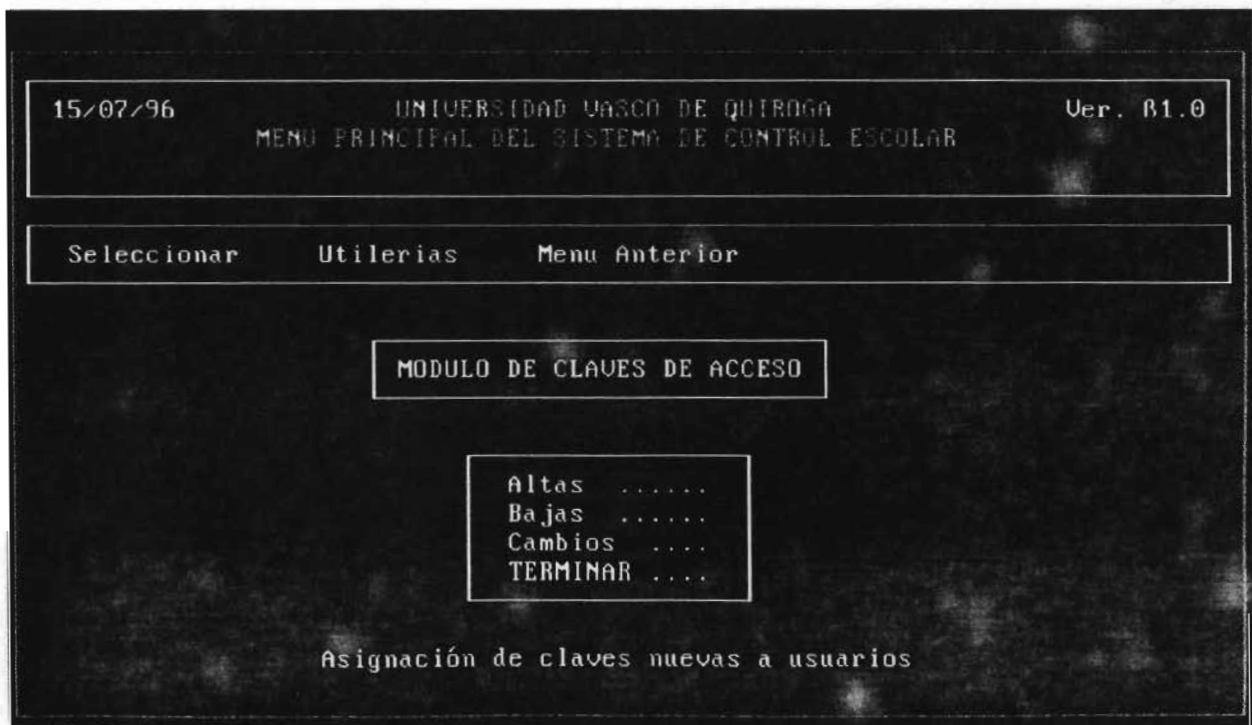 15/07/96 UNIVERSIDAD VASCO DE QUIROGA Ver. ß1.0
MENU PRINCIPAL DEL SISTEMA DE CONTROL ESCOLAR
Seleccionar Utilerias Menu Anterior
MODULO DE CLAVES DE ACCESO
Altas ......
Bajas ......
Cambios ....
TERMINAR ....
Asignación de claves nuevas a usuarios